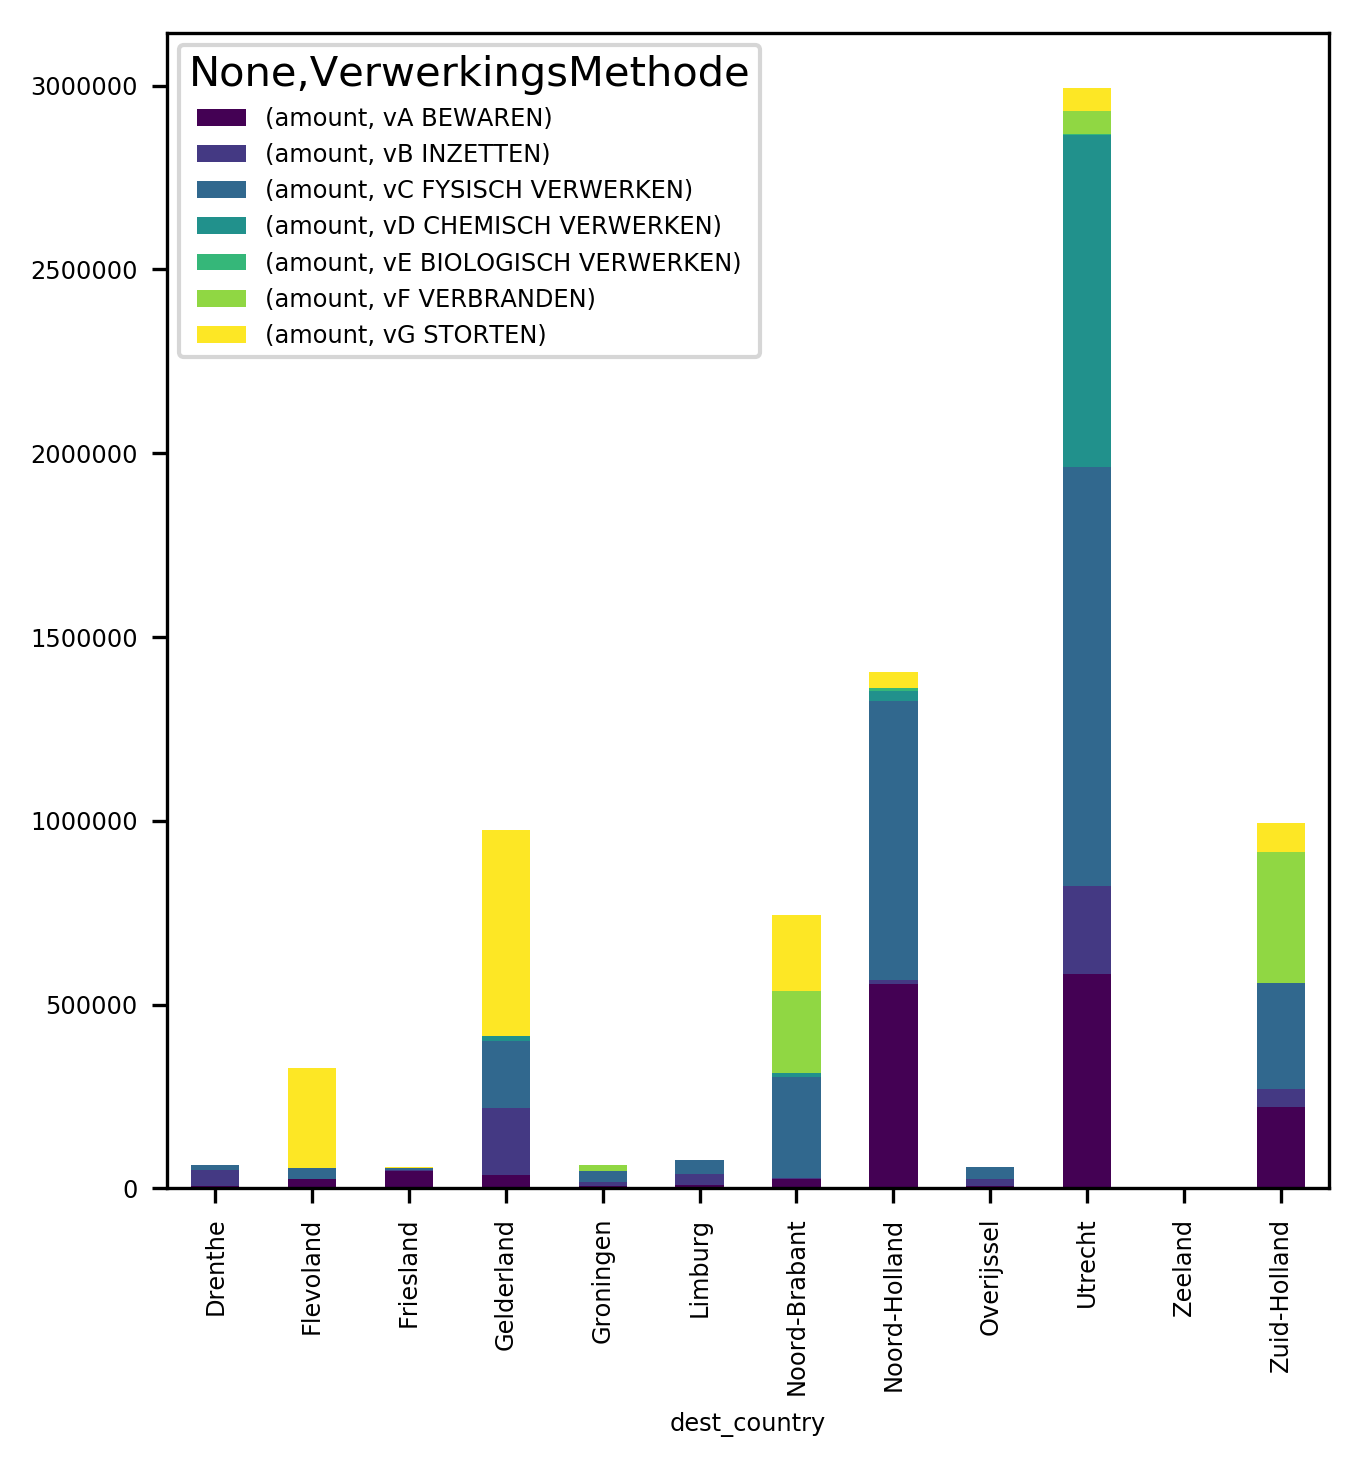 None,VerwerkingsMethode
(amount, vA BEWAREN)
(amount, vB INZETTEN)
(amount, vC FYSISCH VERWERKEN)
(amount, vD CHEMISCH VERWERKEN)
(amount, vE BIOLOGISCH VERWERKEN)
(amount, vF VERBRANDEN)
(amount, vG STORTEN)
3000000
2500000
2000000
1500000
1000000
500000
0
Drenthe
Flevoland
Friesland
Gelderland
Groningen
Limburg
Noord-Brabant
Noord-Holland
Overijssel
Utrecht
Zeeland
Zuid-Holland
dest_country